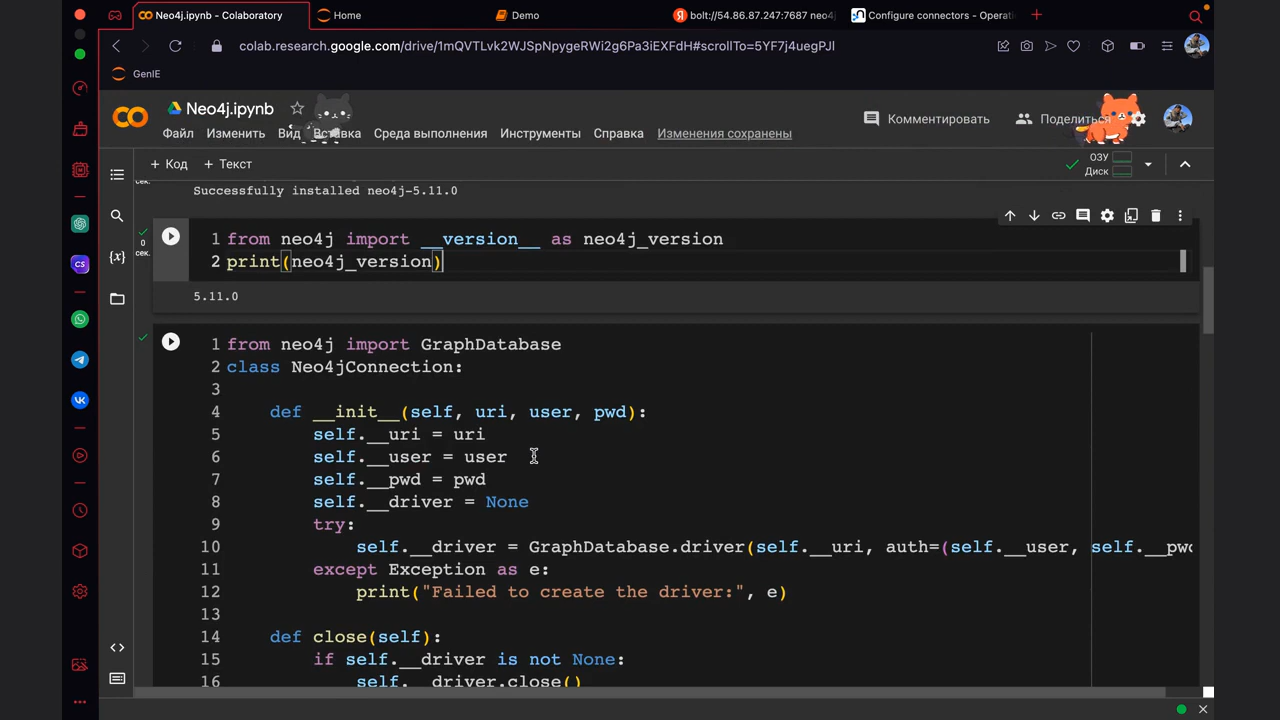 Neo4j.ipynb - Colaboratory
Home
Demo
bolt://54.86.87.247:7687 neo4j
Configure connectors - Operati
colab.research.google.com/drive/1mQVTLvk2WJSpNpygeRWi2g6Pa3iEXFdH#scrollTo=5YF7j4uegPJl
GenIE
Neo4j.ipynb
Комментировать
Поделиться
Файл Изменить Вид Вставка Среда выполнения Инструменты Справка Изменения сохранены
+ Код + Текст
ОЗУ
Диск
сек.
Successfully installed neo4j-5.11.0
1 from neo4j import __version__ as neo4j_version
2 print(neo4j_version)
0
сек.
5.11.0
1 from neo4j import GraphDatabase
2 class Neo4jConnection:
3
4 def __init__(self, uri, user, pwd):
5 self.__uri = uri
6 self.__user = user
7 self.__pwd = pwd
8 self.__driver = None
9 try:
10 self.__driver = GraphDatabase.driver(self.__uri, auth=(self.__user, self.__pwd
11 except Exception as e:
12 print("Failed to create the driver:", e)
13
14 def close(self):
15 if self.__driver is not None:
16 self.__driver.close()